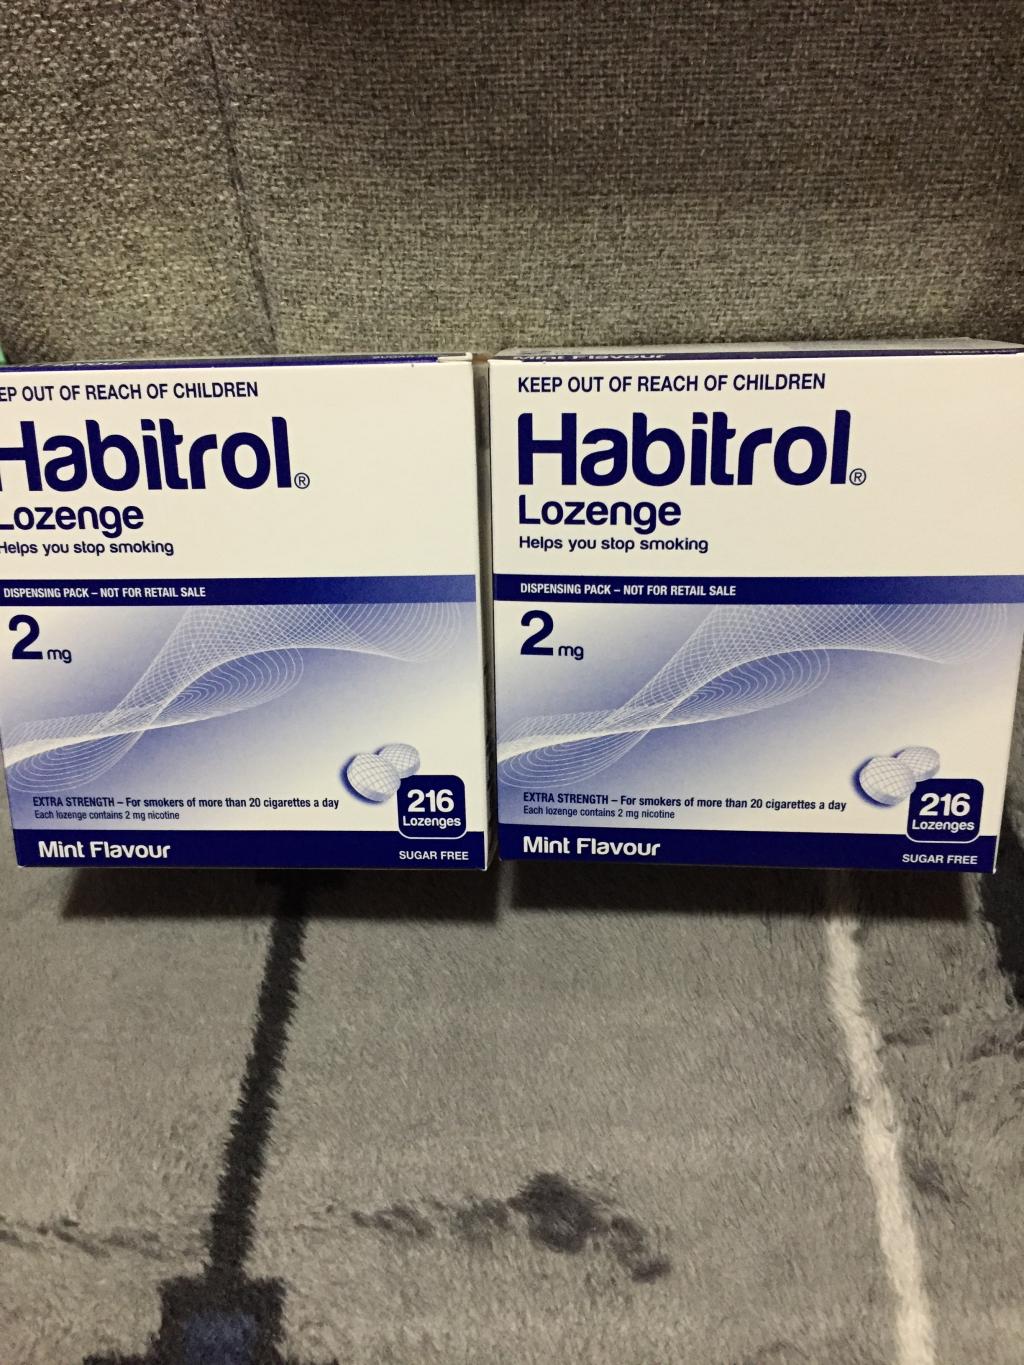 EP OUT OF REACH OF CHILDREN
Habitrol®
Lozenge
Helps you stop smoking
DISPENSING PACK – NOT FOR RETAIL SALE
2 mg
EXTRA STRENGTH – For smokers of more than 20 cigarettes a day
Each lozenge contains 2 mg nicotine
216
Lozenges
Mint Flavour
SUGAR FREE
Mint Flavour
KEEP OUT OF REACH OF CHILDREN
Habitrol®
Lozenge
Helps you stop smoking
DISPENSING PACK – NOT FOR RETAIL SALE
2 mg
EXTRA STRENGTH – For smokers of more than 20 cigarettes a day
Each lozenge contains 2 mg nicotine
216
Lozenges
Mint Flavour
SUGAR FREE